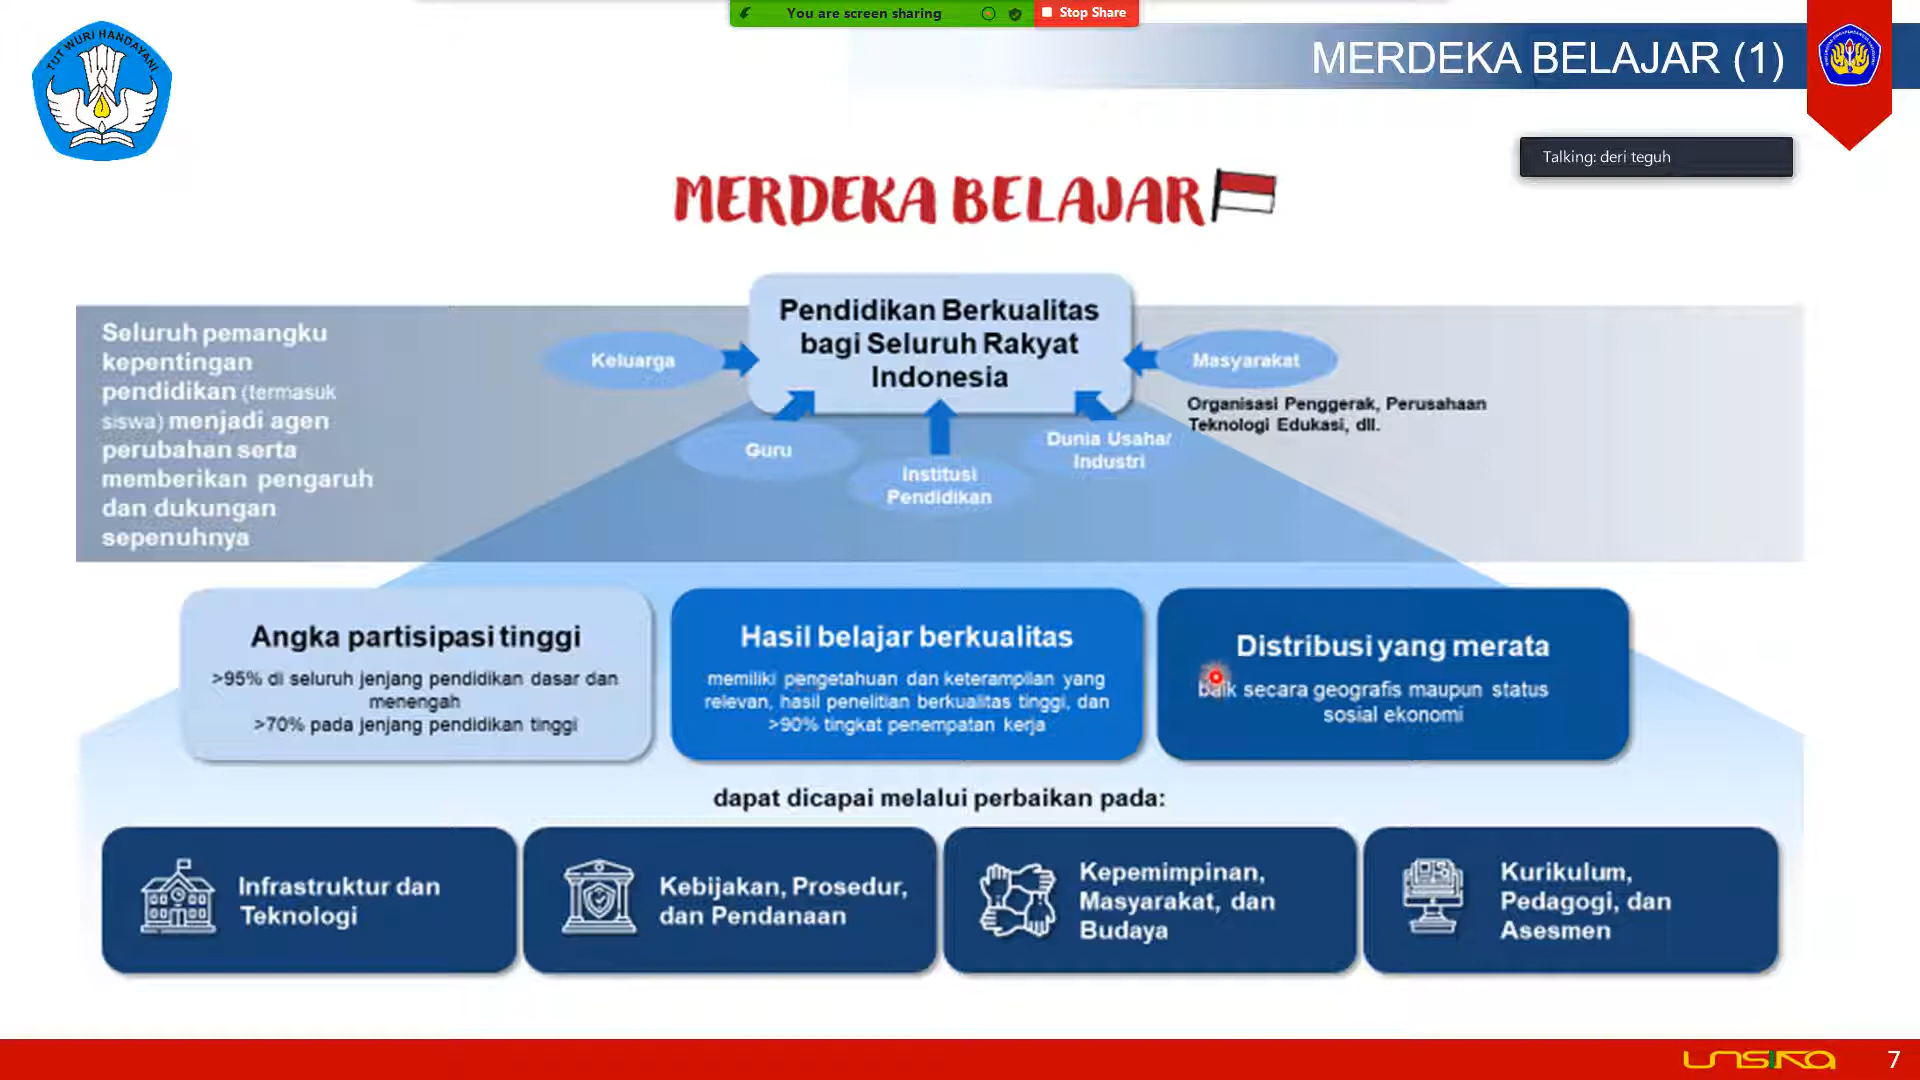 You are screen sharing
Stop Share
TUT WURI HANDAYANI
MERDEKA BELAJAR (1)
Talking: deri teguh
MERDEKA BELAJAR
Pendidikan Berkualitas
bagi Seluruh Rakyat
Indonesia
Seluruh pemangku
kepentingan
pendidikan (termasuk
siswa) menjadi agen
perubahan serta
memberikan pengaruh
dan dukungan
sepenuhnya
Keluarga
Guru
Institusi
Pendidikan
Dunia Usaha/
Industri
Masyarakat
Organisasi Penggerak, Perusahaan
Teknologi Edukasi, dll.
Angka partisipasi tinggi
>95% di seluruh jenjang pendidikan dasar dan
menengah
>70% pada jenjang pendidikan tinggi
Hasil belajar berkualitas
memiliki pengetahuan dan keterampilan yang
relevan, hasil penelitian berkualitas tinggi, dan
>90% tingkat penempatan kerja
Distribusi yang merata
baik secara geografis maupun status
sosial ekonomi
dapat dicapai melalui perbaikan pada:
Infrastruktur dan
Teknologi
Kebijakan, Prosedur,
dan Pendanaan
Kepemimpinan,
Masyarakat, dan
Budaya
Kurikulum,
Pedagogi, dan
Asesmen
UNSIKA
7